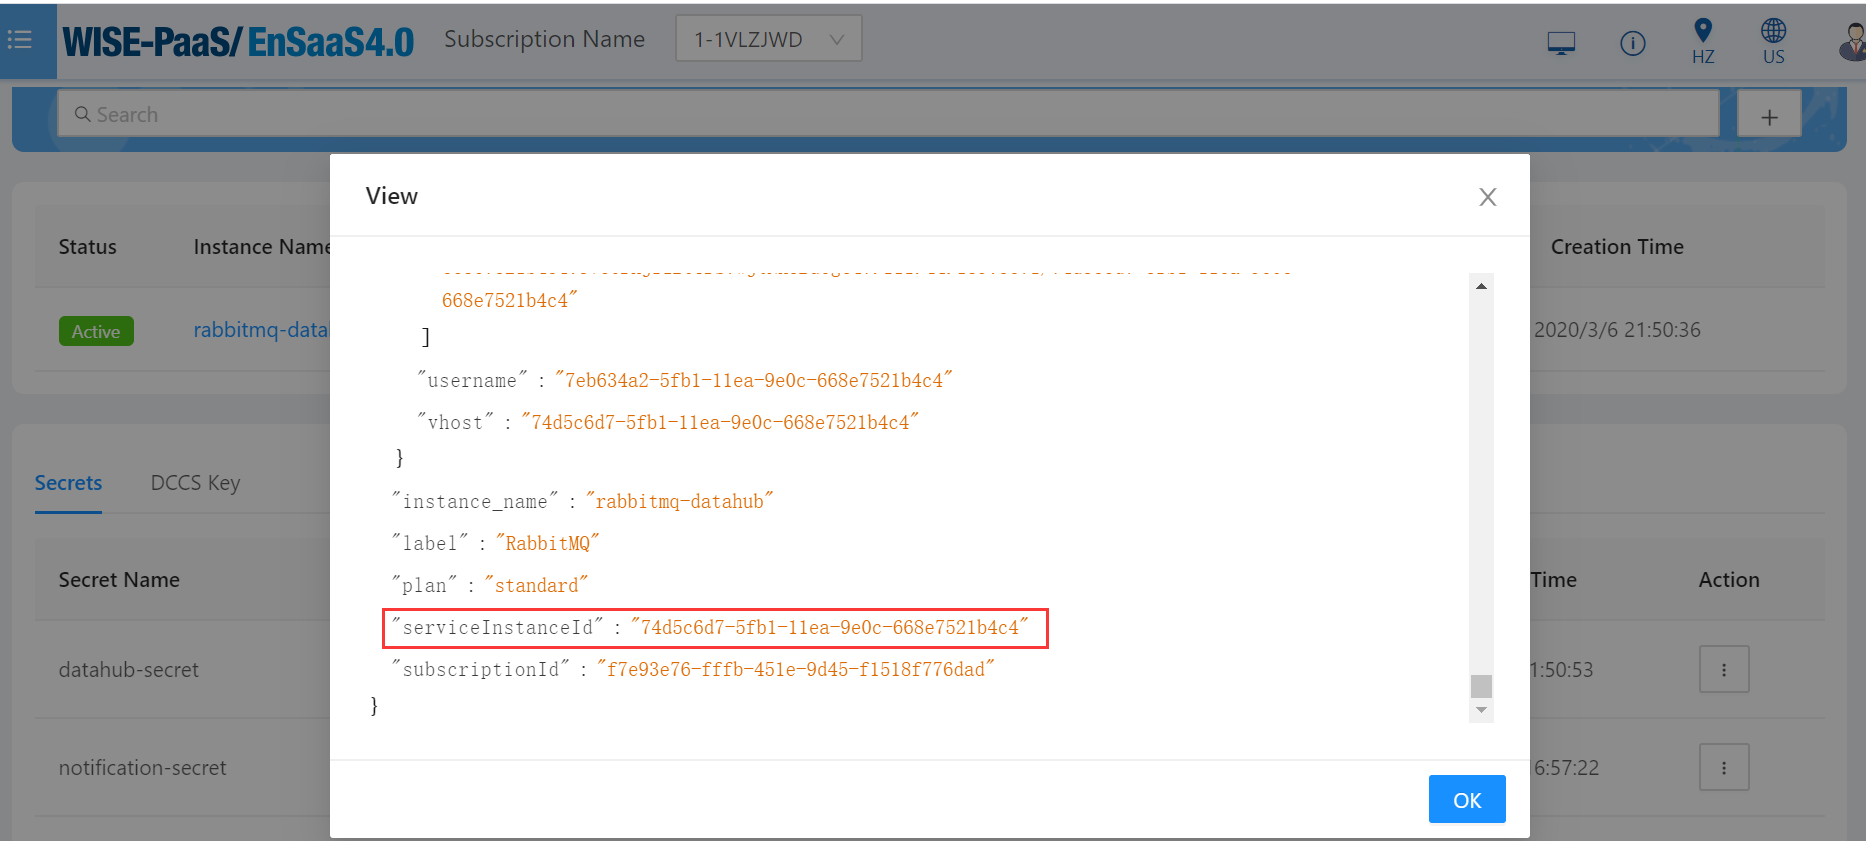 WISE-PaaS/ EnSaaS4.0 Subscription Name 1-1VLZJWD HZ US
Search +
View
Status Instance Name Creation Time
668e7521b4c4"
Active rabbitmq-data 2020/3/6 21:50:36
]
"username" : "7eb634a2-5fb1-11ea-9e0c-668e7521b4c4"
"vhost" : "74d5c6d7-5fb1-11ea-9e0c-668e7521b4c4"
}
Secrets DCCS Key
"instance_name" : "rabbitmq-datahub"
"label" : "RabbitMQ"
Secret Name Time Action
"plan" : "standard"
"serviceInstanceId" : "74d5c6d7-5fb1-11ea-9e0c-668e7521b4c4"
"subscriptionId" : "f7e93e76-fffb-451e-9d45-f1518f776dad"
datahub-secret 1:50:53
}
notification-secret 6:57:22
OK